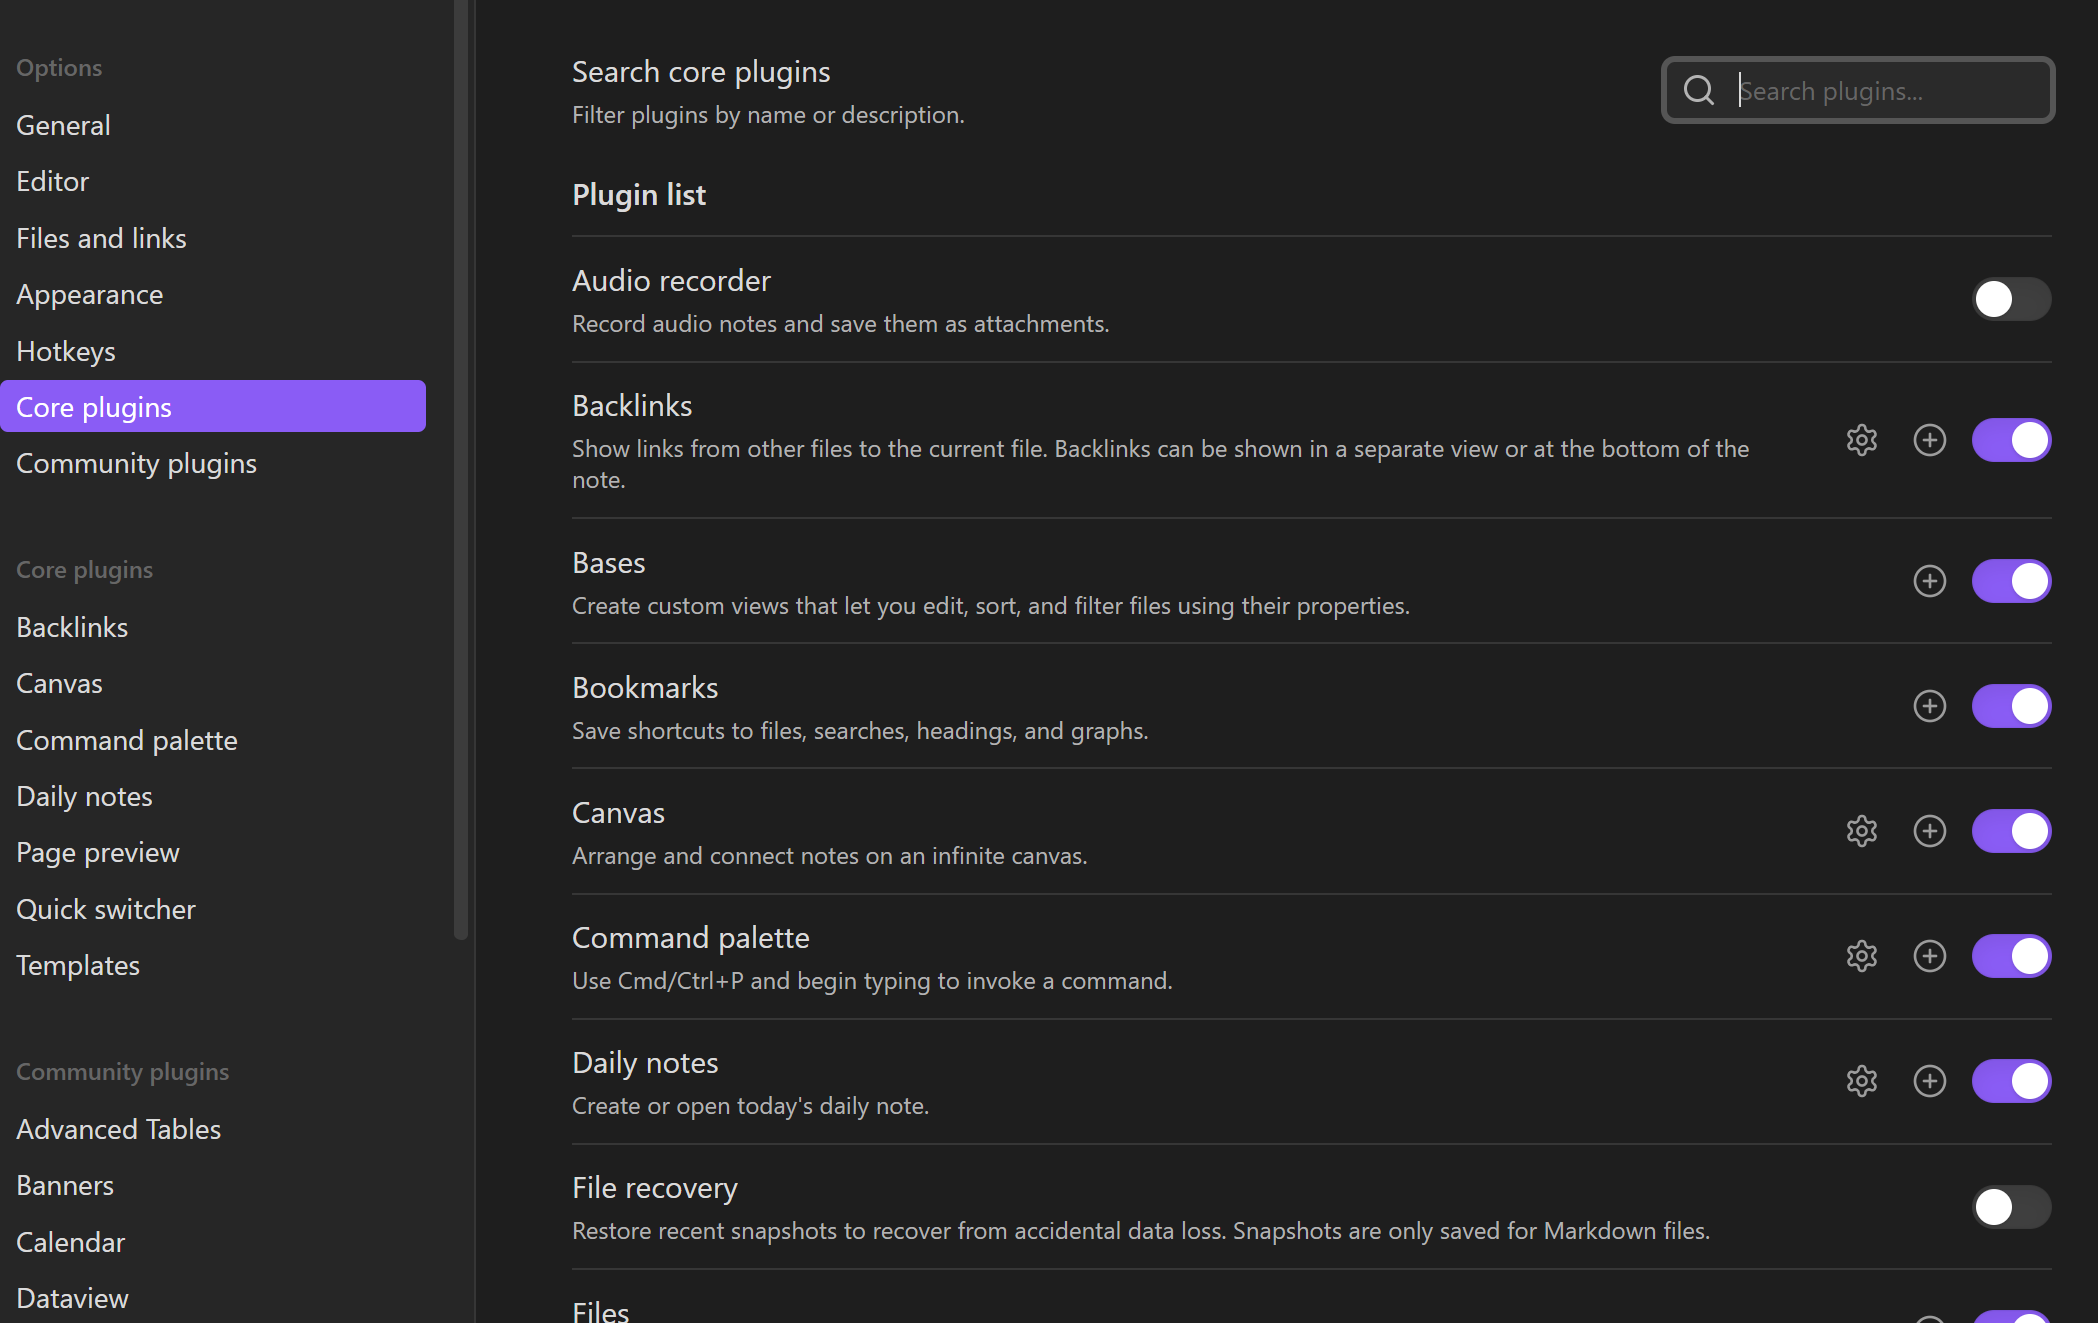 Options
General
Editor
Files and links
Appearance
Hotkeys
Core plugins
Community plugins
Core plugins
Backlinks
Canvas
Command palette
Daily notes
Page preview
Quick switcher
Templates
Community plugins
Advanced Tables
Banners
Calendar
Dataview
Search core plugins
Filter plugins by name or description.
Search plugins...
Plugin list
Audio recorder
Record audio notes and save them as attachments.
Backlinks
Show links from other files to the current file. Backlinks can be shown in a separate view or at the bottom of the
note.
Bases
Create custom views that let you edit, sort, and filter files using their properties.
Bookmarks
Save shortcuts to files, searches, headings, and graphs.
Canvas
Arrange and connect notes on an infinite canvas.
Command palette
Use Cmd/Ctrl+P and begin typing to invoke a command.
Daily notes
Create or open today's daily note.
File recovery
Restore recent snapshots to recover from accidental data loss. Snapshots are only saved for Markdown files.
Files